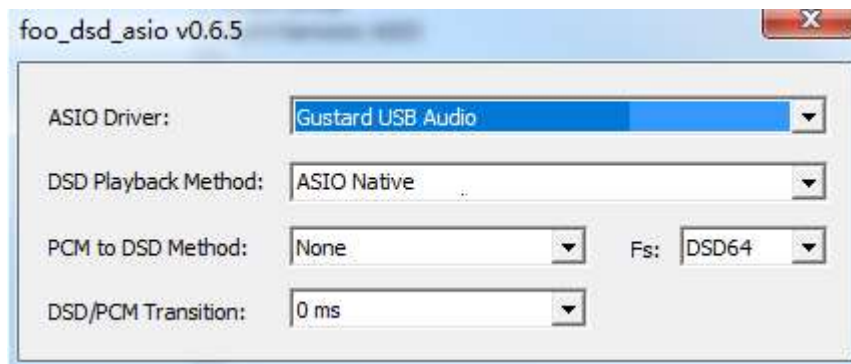 foo_dsd_asio v0.6.5
ASIO Driver: Gustard USB Audio
DSD Playback Method: ASIO Native
PCM to DSD Method: None Fs: DSD64
DSD/PCM Transition: 0 ms